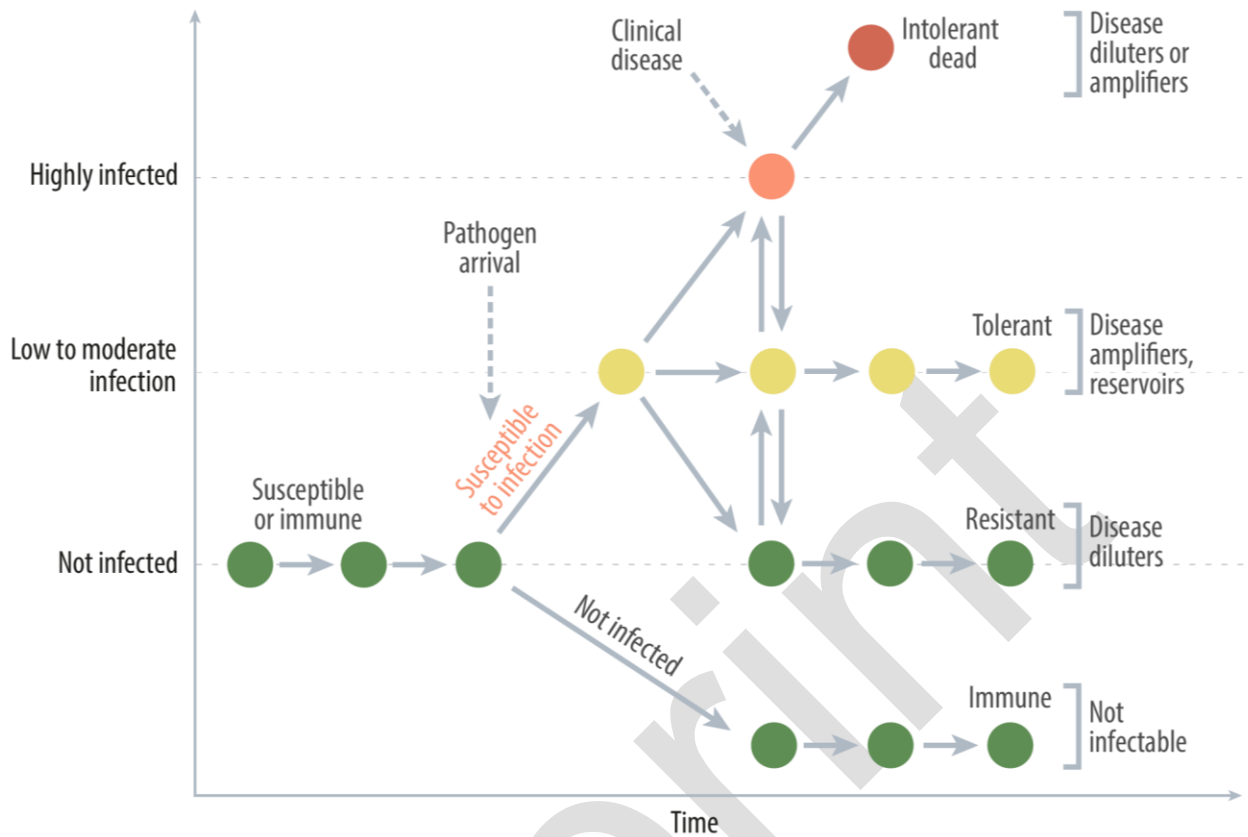 Clinical
disease
Intolerant
dead
Disease
diluters or
amplifiers
Highly infected
Pathogen
arrival
Low to moderate
infection
Tolerant
Disease
amplifiers,
reservoirs
Susceptible
to infection
Susceptible
or immune
Not infected
Resistant
Disease
diluters
Not infected
Immune
Not
infectable
Time